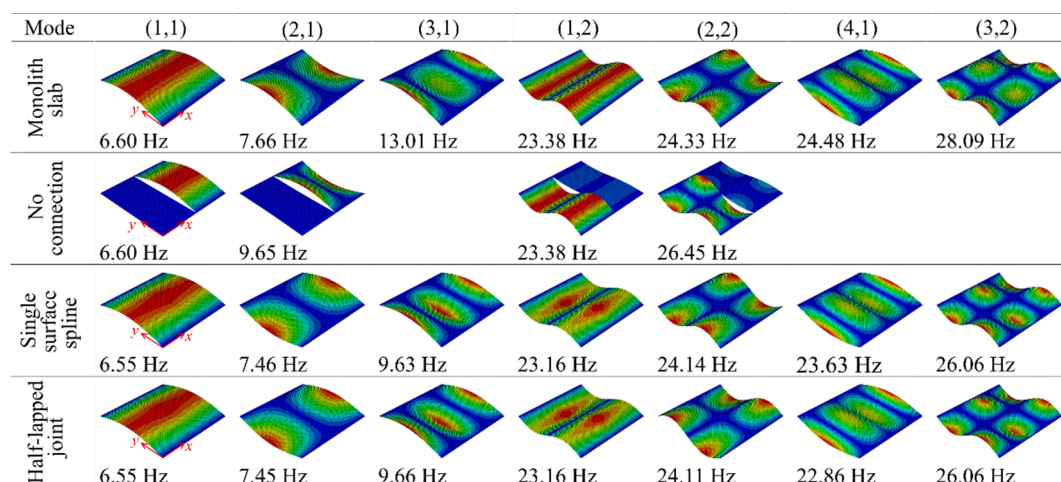 Mode (1,1) (2,1) (3,1) (1,2) (2,2) (4,1) (3,2)
Monolith
slab
y x
6.60 Hz 7.66 Hz 13.01 Hz 23.38 Hz 24.33 Hz 24.48 Hz 28.09 Hz
No
connection
y x
6.60 Hz 9.65 Hz 23.38 Hz 26.45 Hz
Single
surface
spline
y x
6.55 Hz 7.46 Hz 9.63 Hz 23.16 Hz 24.14 Hz 23.63 Hz 26.06 Hz
Half-lapped
joint
y x
6.55 Hz 7.45 Hz 9.66 Hz 23.16 Hz 24.11 Hz 22.86 Hz 26.06 Hz